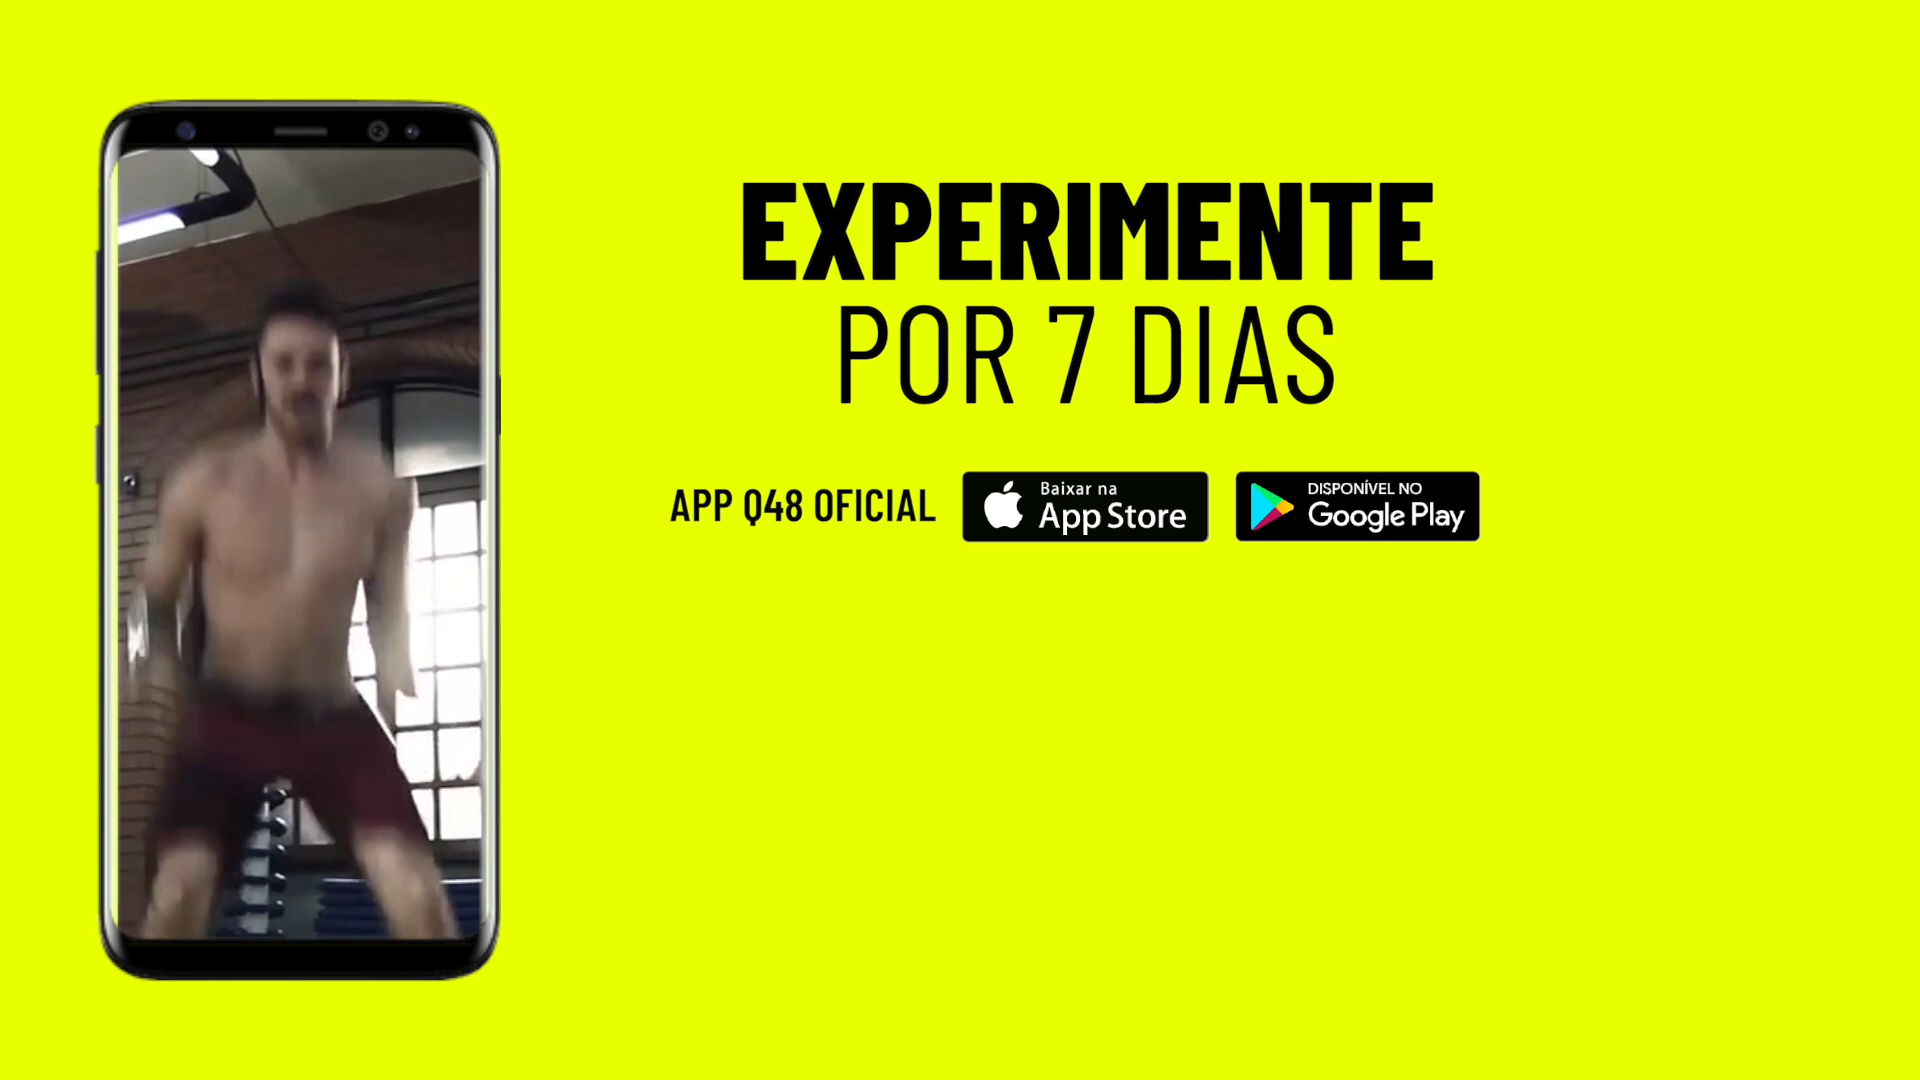 EXPERIMENTE
POR 7 DIAS
APP Q48 OFICIAL
Baixar na
App Store
DISPONÍVEL NO
Google Play